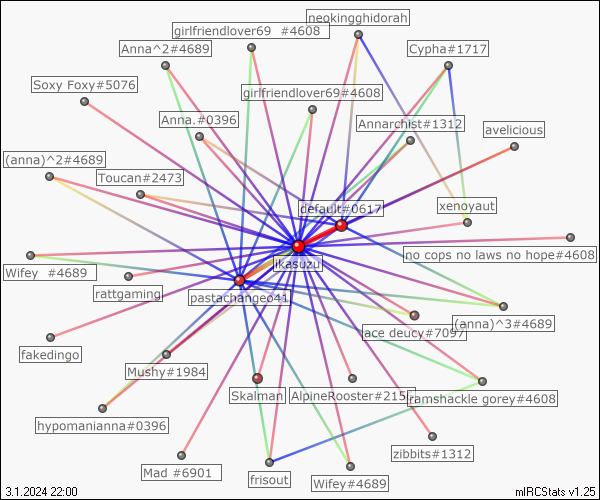 neokingghidorah
girlfriendlover69 #4608
Anna^2#4689
Cypha#1717
Soxy Foxy#5076
girlfriendlover69#4608
Anna.#0396
Annarchist#1312
avelicious
(anna)^2#4689
Toucan#2473
default#0617
xenoyaut
no cops no laws no hope#4608
ikasuzu
Wifey #4689
rattgaming
pastachangeo41
(anna)^3#4689
ace deucy#7097
fakedingo
Mushy#1984
Skalman
AlpineRooster#215
ramshackle gorey#4608
hypomanianna#0396
zibbits#1312
Mad #6901
frisout
Wifey#4689
3.1.2024 22:00
mIRCStats v1.25